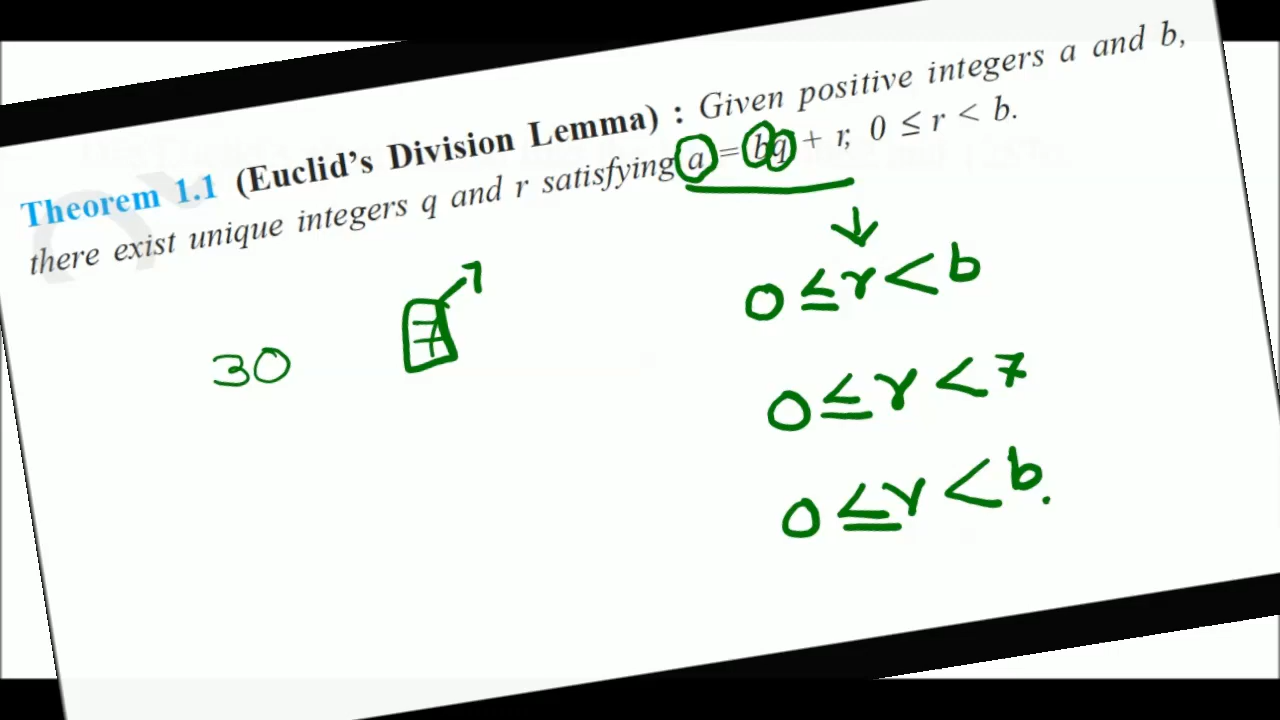 Theorem 1.1 (Euclid's Division Lemma) : Given positive integers a and b,
there exist unique integers q and r satisfying a = bq + r, 0 ≤ r < b.
0 ≤ r < b
30 7 7
0 ≤ r < 7
0 ≤ r < b.